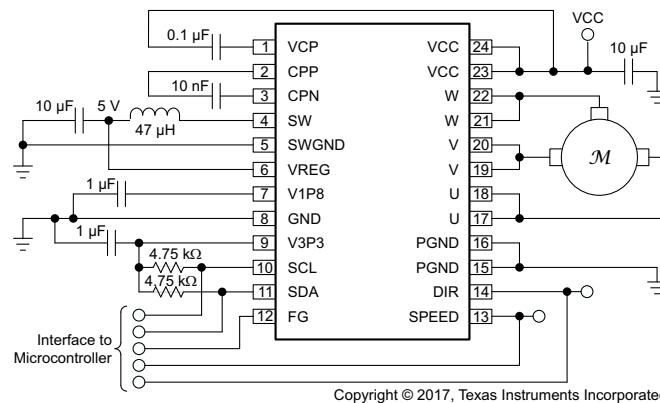 VCC
0.1 µF
10 µF
1 VCP VCC 24
2 CPP VCC 23
10 nF
3 CPN W 22
10 µF
5 V
47 µH
4 SW W 21
5 SWGND V 20
6 VREG V 19
M
1 µF
7 V1P8 U 18
8 GND U 17
1 µF
9 V3P3 PGND 16
4.75 kΩ
10 SCL PGND 15
4.75 kΩ
11 SDA DIR 14
12 FG SPEED 13
Interface to
Microcontroller
Copyright © 2017, Texas Instruments Incorporate